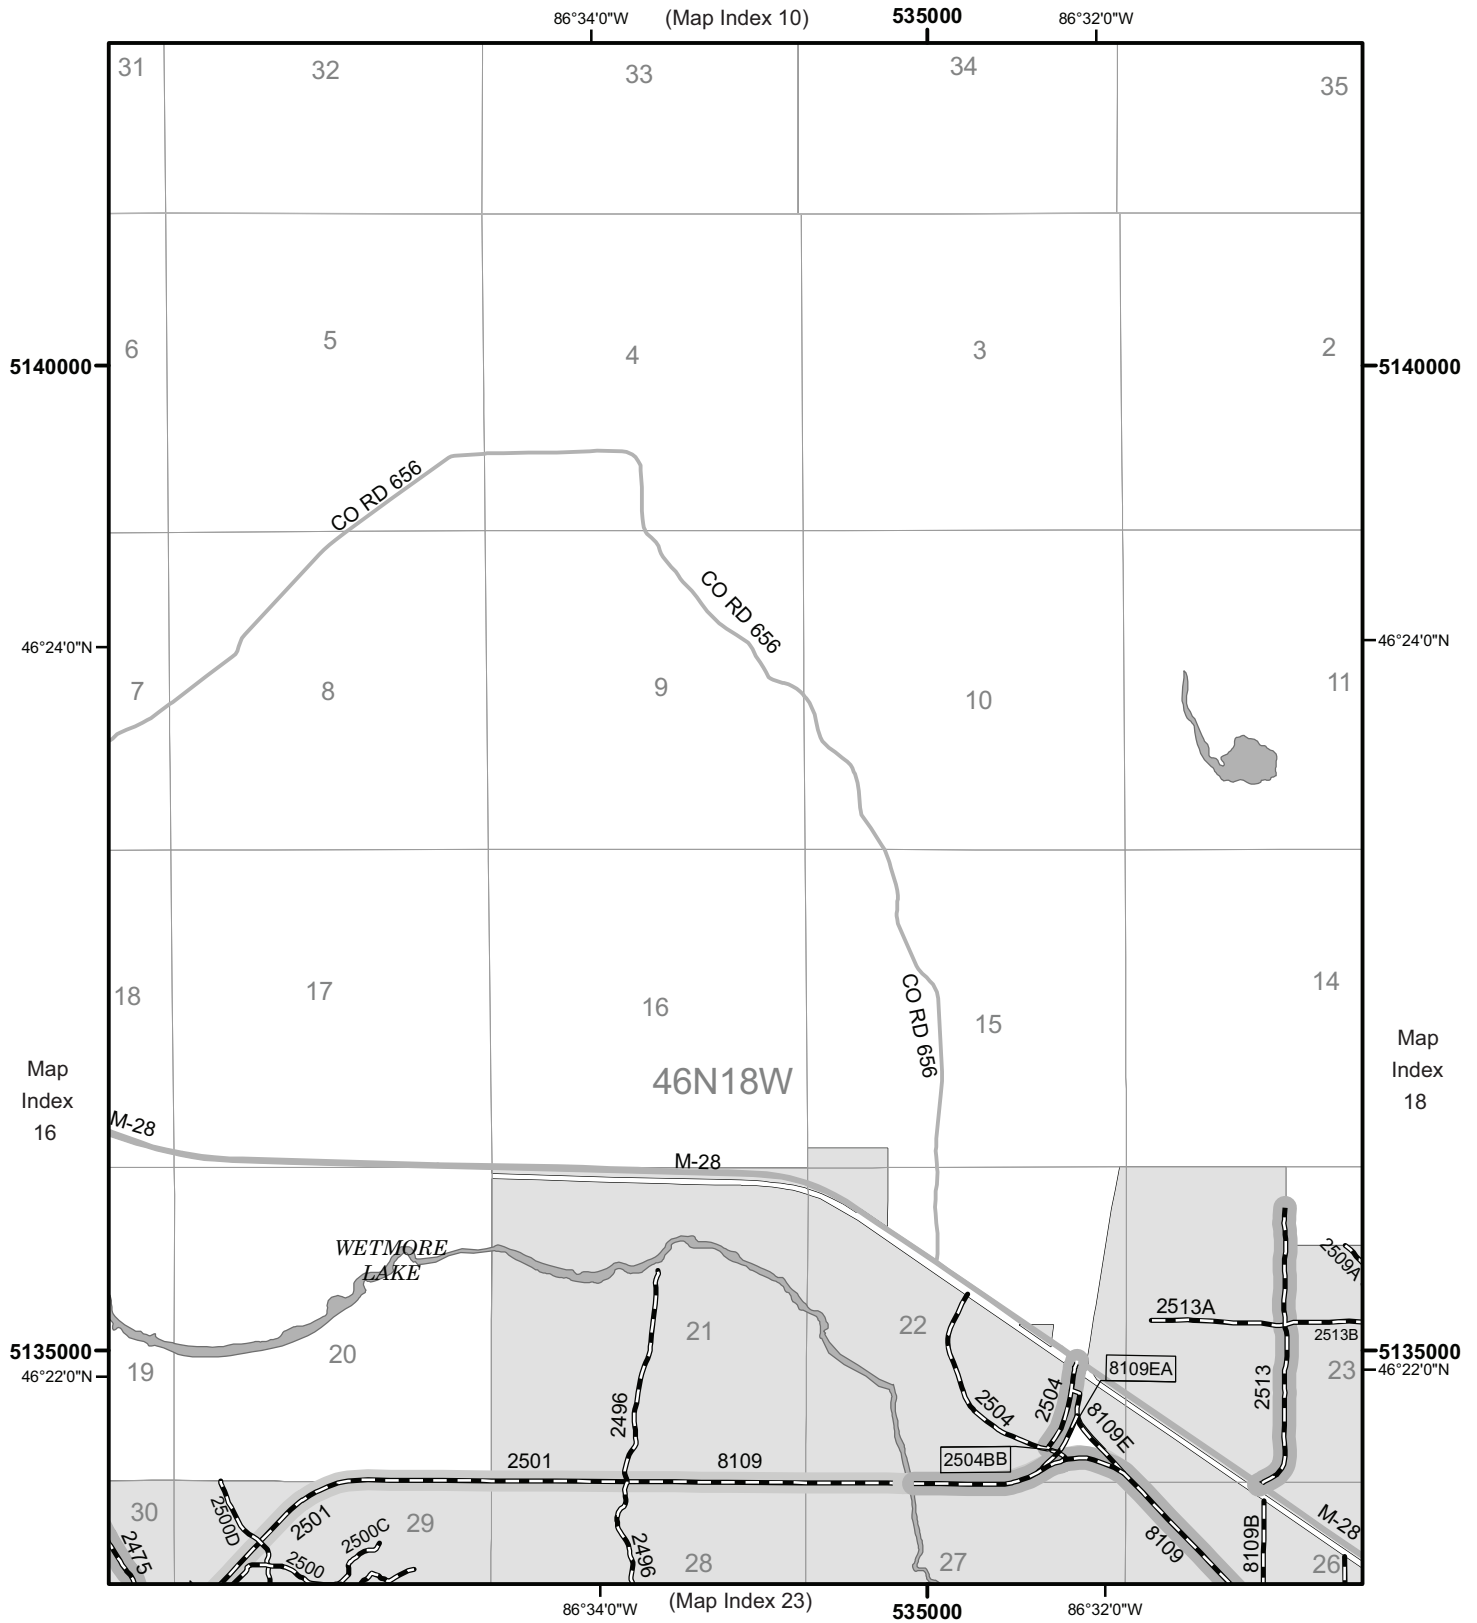 86°34'0"W (Map Index 10) 535000 86°32'0"W
31 32 33 34 35
6 5 4 3 2
5140000 5140000
CO RD 656
CO RD 656
46°24'0"N 46°24'0"N
7 8 9 10 11
18 17 16 15 14
CO RD 656
46N18W
Map
Index
16
Map
Index
18
M-28
M-28
WETMORE
LAKE
2509A
2513A
2513B
19 20 21 22 23
5135000 5135000
46°22'0"N 46°22'0"N
8109EA
2496
2504
2504
8109E
2513
2501 8109 2504BB
30 29 28 27 26
2475
2500D
2501
2500
2500C
2496
8109
8109B
M-28
86°34'0"W (Map Index 23) 535000 86°32'0"W